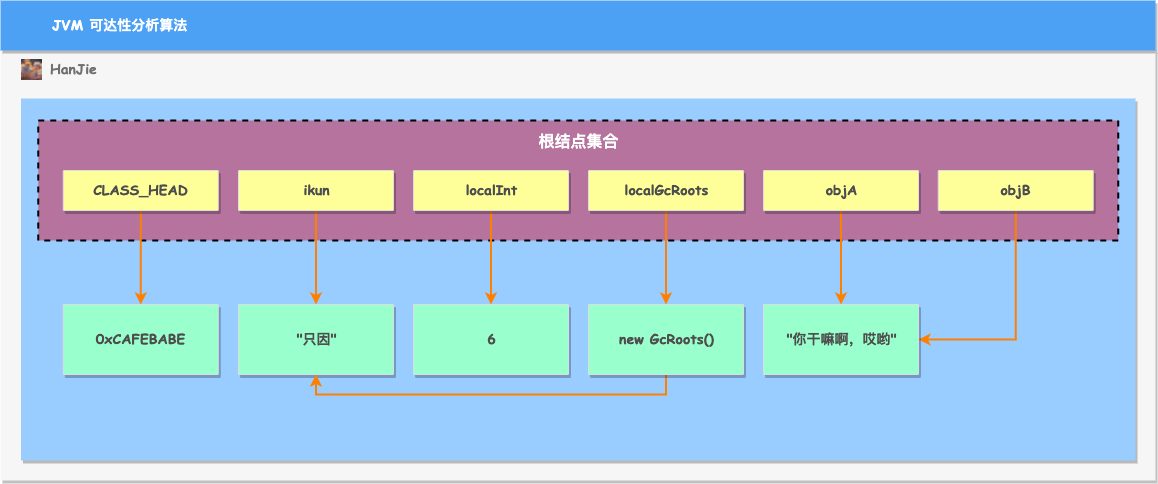 JVM 可达性分析算法
HanJie
根结点集合
CLASS_HEAD
ikun
localInt
localGcRoots
objA
objB
0xCAFEBABE
"只因"
6
new GcRoots()
"你干嘛啊，哎哟"